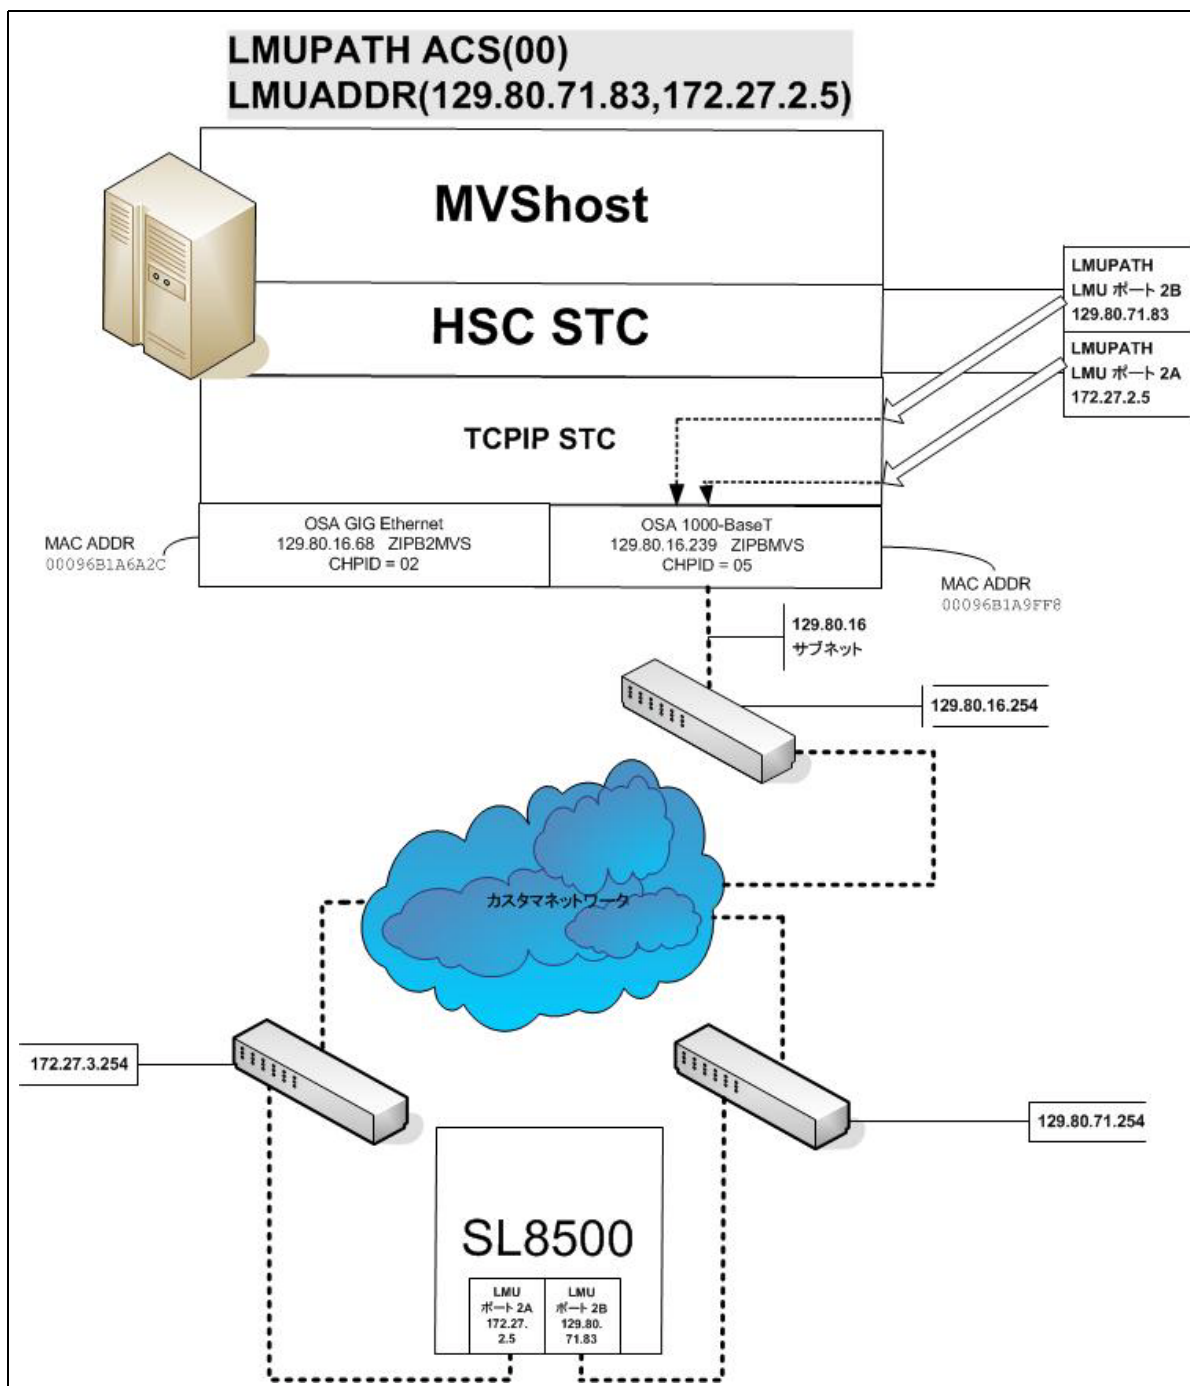 LMUPATH ACS(00)
LMUADDR(129.80.71.83,172.27.2.5)
MVShost
HSC STC
LMUPATH
LMU ポート 2B
129.80.71.83
LMUPATH
LMU ポート 2A
172.27.2.5
TCPIP STC
OSA GIG Ethernet
129.80.16.68 ZIPB2MVS
CHPID = 02
OSA 1000-BaseT
129.80.16.239 ZIPBMVS
CHPID = 05
MAC ADDR
00096B1A6A2C
MAC ADDR
00096B1A9FF8
129.80.16
サブネット
129.80.16.254
カスタマネットワーク
172.27.3.254
129.80.71.254
SL8500
LMU
ポート 2A
172.27.
2.5
LMU
ポート 2B
129.80.
71.83